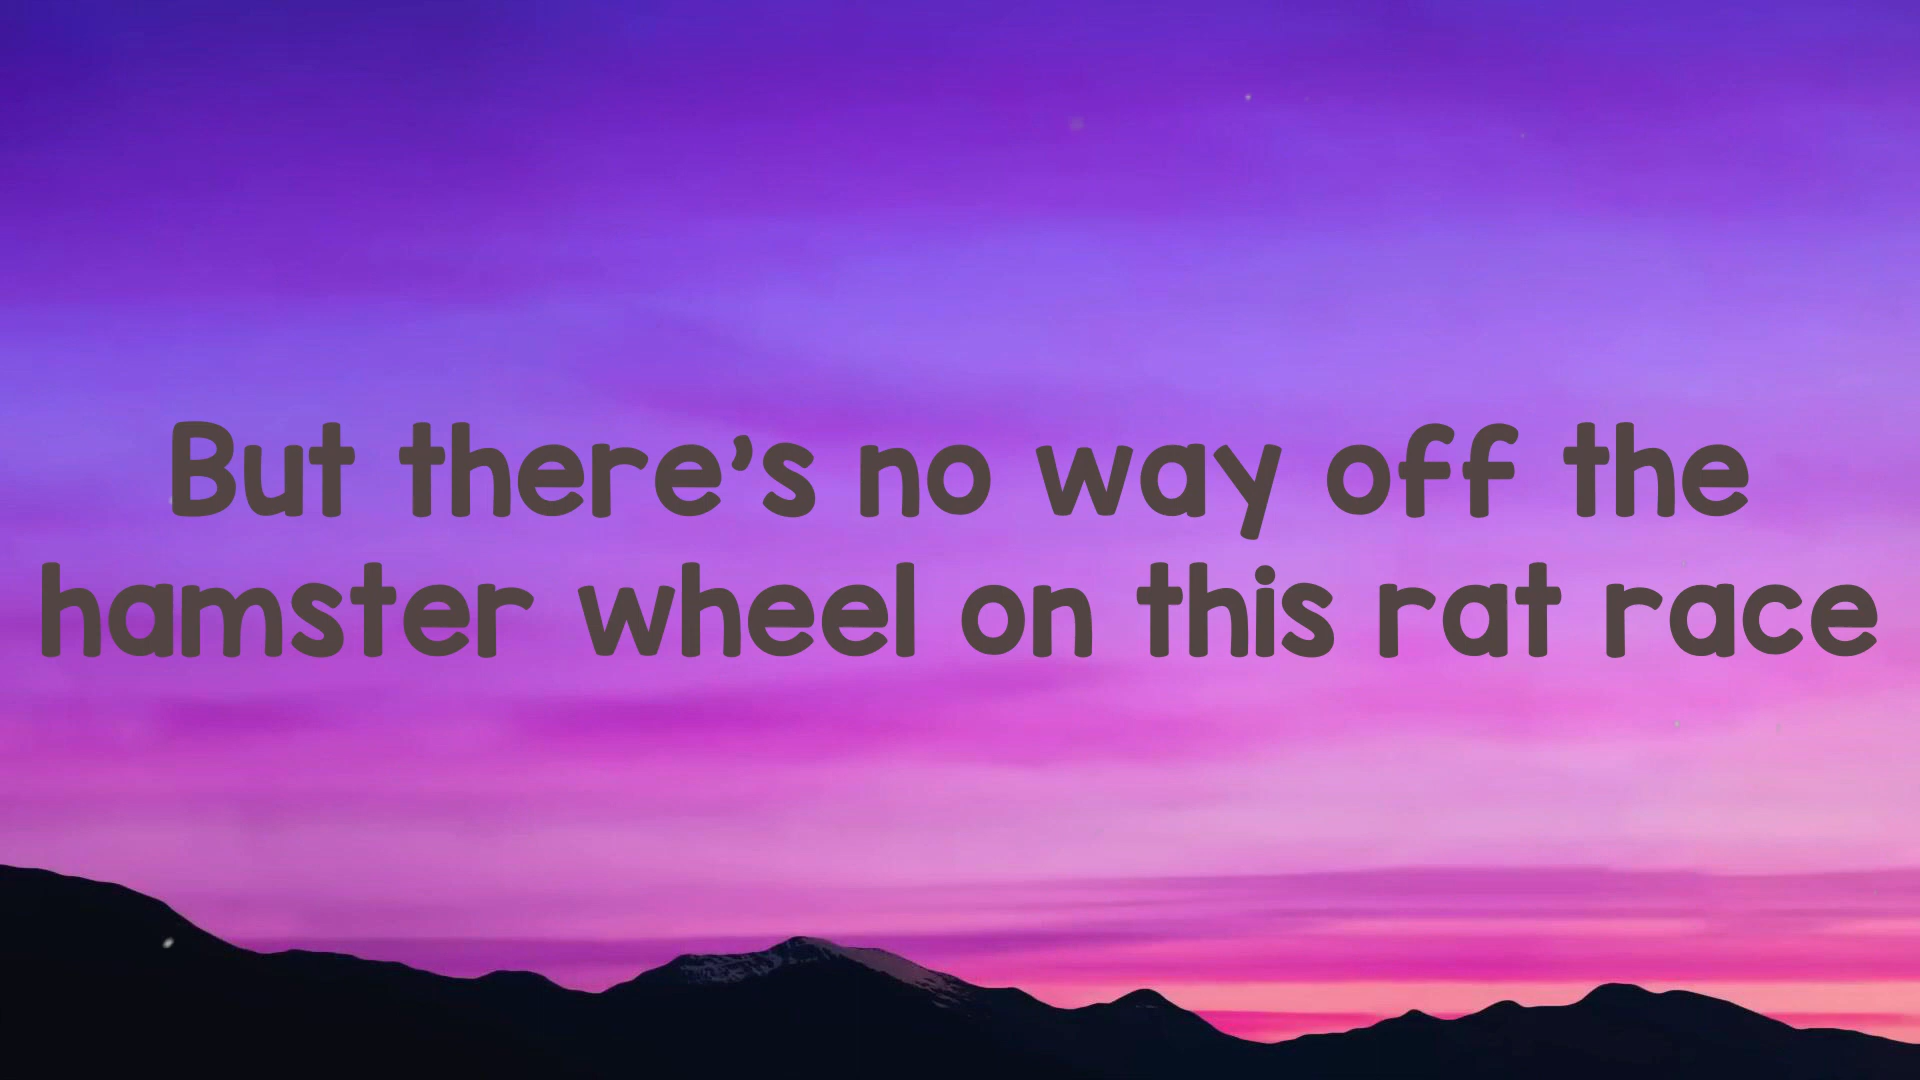 But there’s no way off the
hamster wheel on this rat race